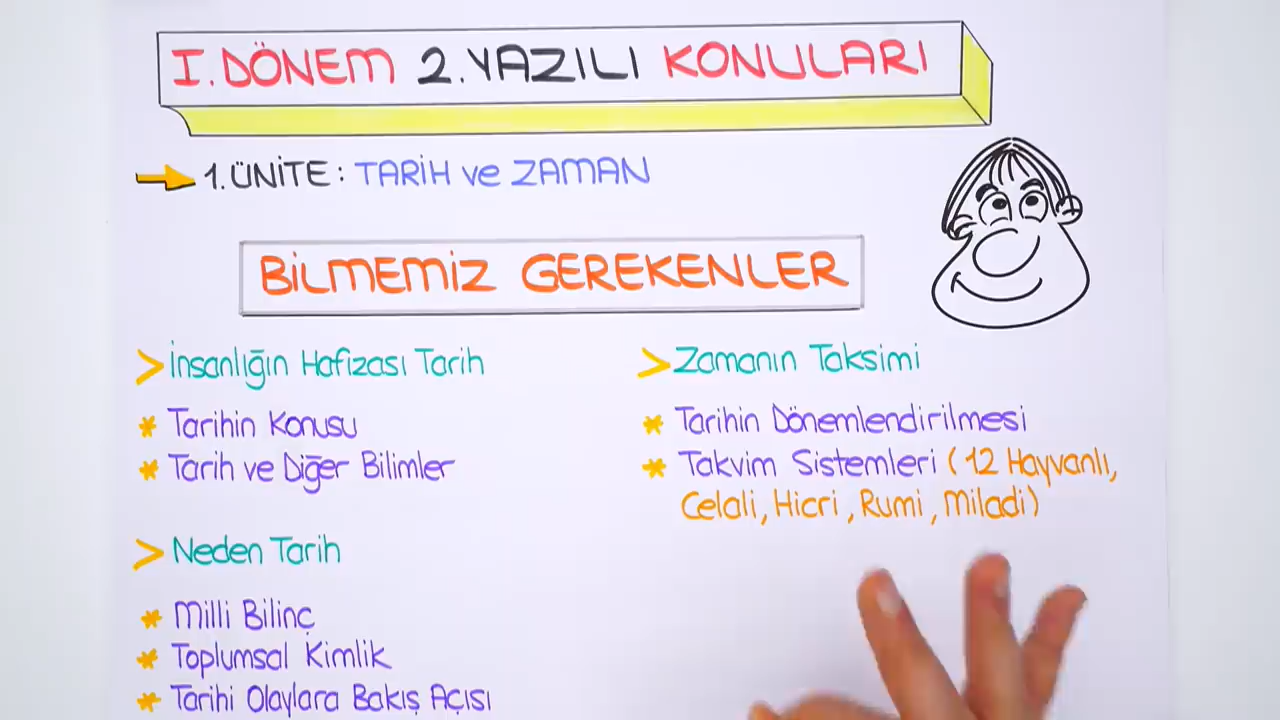 I. DÖNEM 2. YAZILI KONULARI
1. ÜNİTE: TARİH ve ZAMAN
BİLMEMİZ GEREKENLER
> İnsanlığın Hafızası Tarih
* Tarihin Konusu
* Tarih ve Diğer Bilimler
> Neden Tarih
* Milli Bilinç
* Toplumsal Kimlik
* Tarihi Olaylara Bakış Açısı
> Zamanın Taksimi
* Tarihin Dönemlendirilmesi
* Takvim Sistemleri (12 Hayvanlı,
Celali, Hicri, Rumi, Miladi)